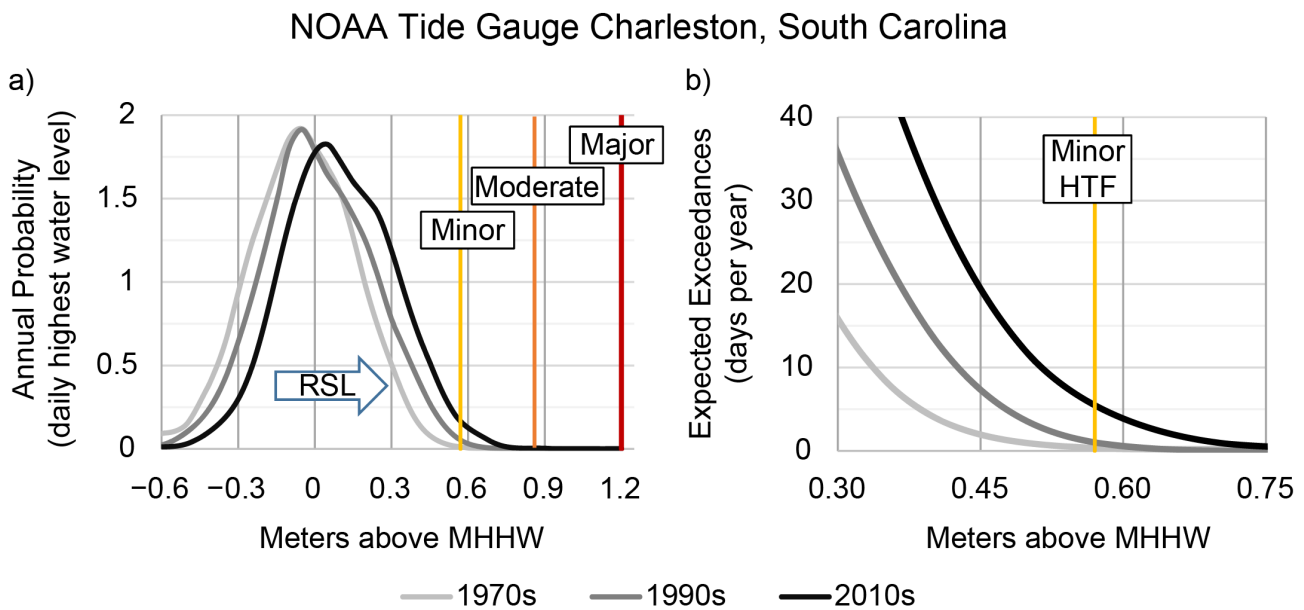 NOAA Tide Gauge Charleston, South Carolina
a)
Annual Probability
(daily highest water level)
2
1.5
1
0.5
0
Major
Moderate
Minor
RSL
−0.6 −0.3 0 0.3 0.6 0.9 1.2
Meters above MHHW
b)
Expected Exceedances
(days per year)
40
30
20
10
0
Minor
HTF
0.30 0.45 0.60 0.75
Meters above MHHW
1970s 1990s 2010s